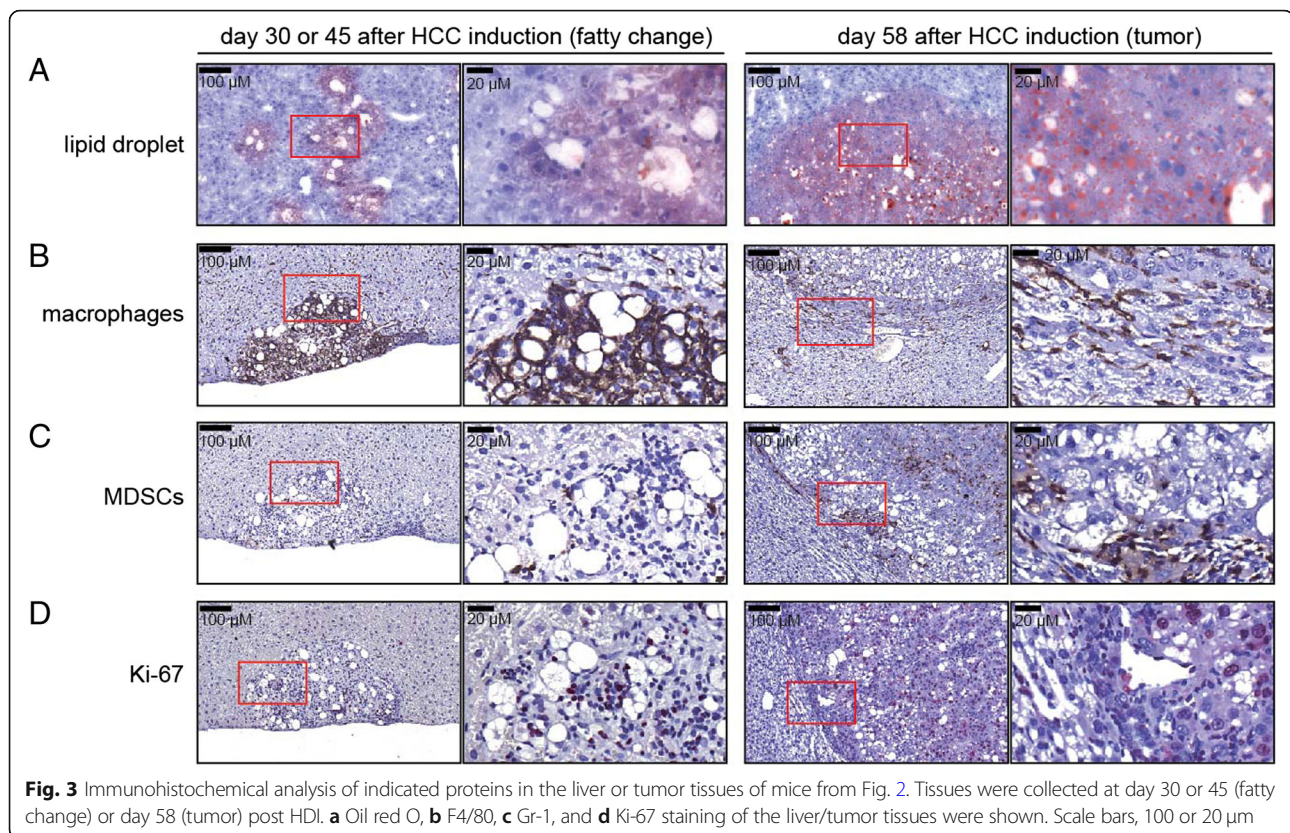 day 30 or 45 after HCC induction (fatty change)
day 58 after HCC induction (tumor)
A
lipid droplet
100 µM
20 µM
100 µM
20 µM
B
macrophages
100 µM
20 µM
100 µM
20 µM
C
MDSCs
100 µM
20 µM
100 µM
20 µM
D
Ki-67
100 µM
20 µM
100 µM
20 µM
Fig. 3 Immunohistochemical analysis of indicated proteins in the liver or tumor tissues of mice from Fig. 2. Tissues were collected at day 30 or 45 (fatty
change) or day 58 (tumor) post HDI. a Oil red O, b F4/80, c Gr-1, and d Ki-67 staining of the liver/tumor tissues were shown. Scale bars, 100 or 20 μm